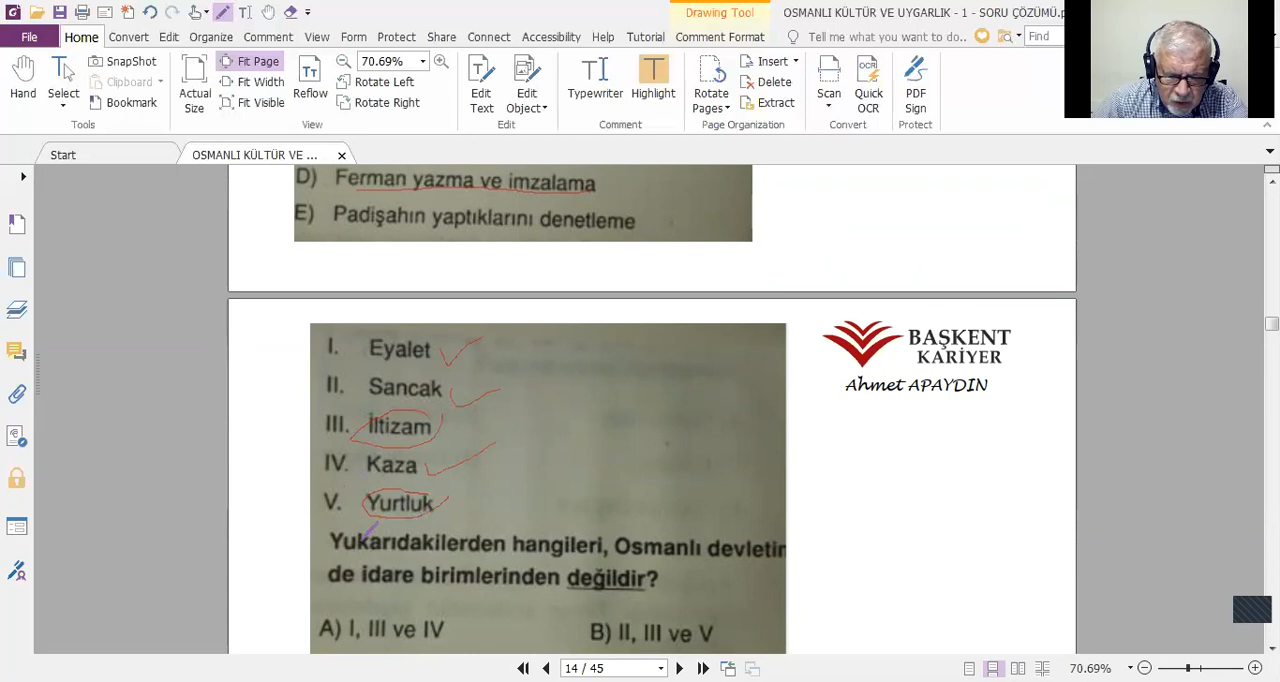 Drawing Tool
OSMANLI KÜLTÜR VE UYGARLIK - 1 - SORU ÇÖZÜMÜ.p
File Home Convert Edit Organize Comment View Form Protect Share Connect Accessibility Help Tutorial Comment Format Tell me what you want to do.. Find
Hand
Select
SnapShot
Clipboard
Bookmark
Tools
Actual Size
Fit Page
Fit Width
Fit Visible
Reflow
70.69%
Rotate Left
Rotate Right
View
Edit Text
Edit Object
Edit
Typewriter
Highlight
Comment
Rotate Pages
Insert
Delete
Extract
Page Organization
Scan
Quick OCR
Convert
PDF Sign
Protect
Start
OSMANLI KÜLTÜR VE ...
D) Ferman yazma ve imzalama
E) Padişahın yaptıklarını denetleme
I. Eyalet
II. Sancak
III. İltizam
IV. Kaza
V. Yurtluk
Yukarıdakilerden hangileri, Osmanlı devletin
de idare birimlerinden değildir?
A) I, III ve IV B) II, III ve V
BAŞKENT
KARİYER
Ahmet APAYDIN
14 / 45
70.69%